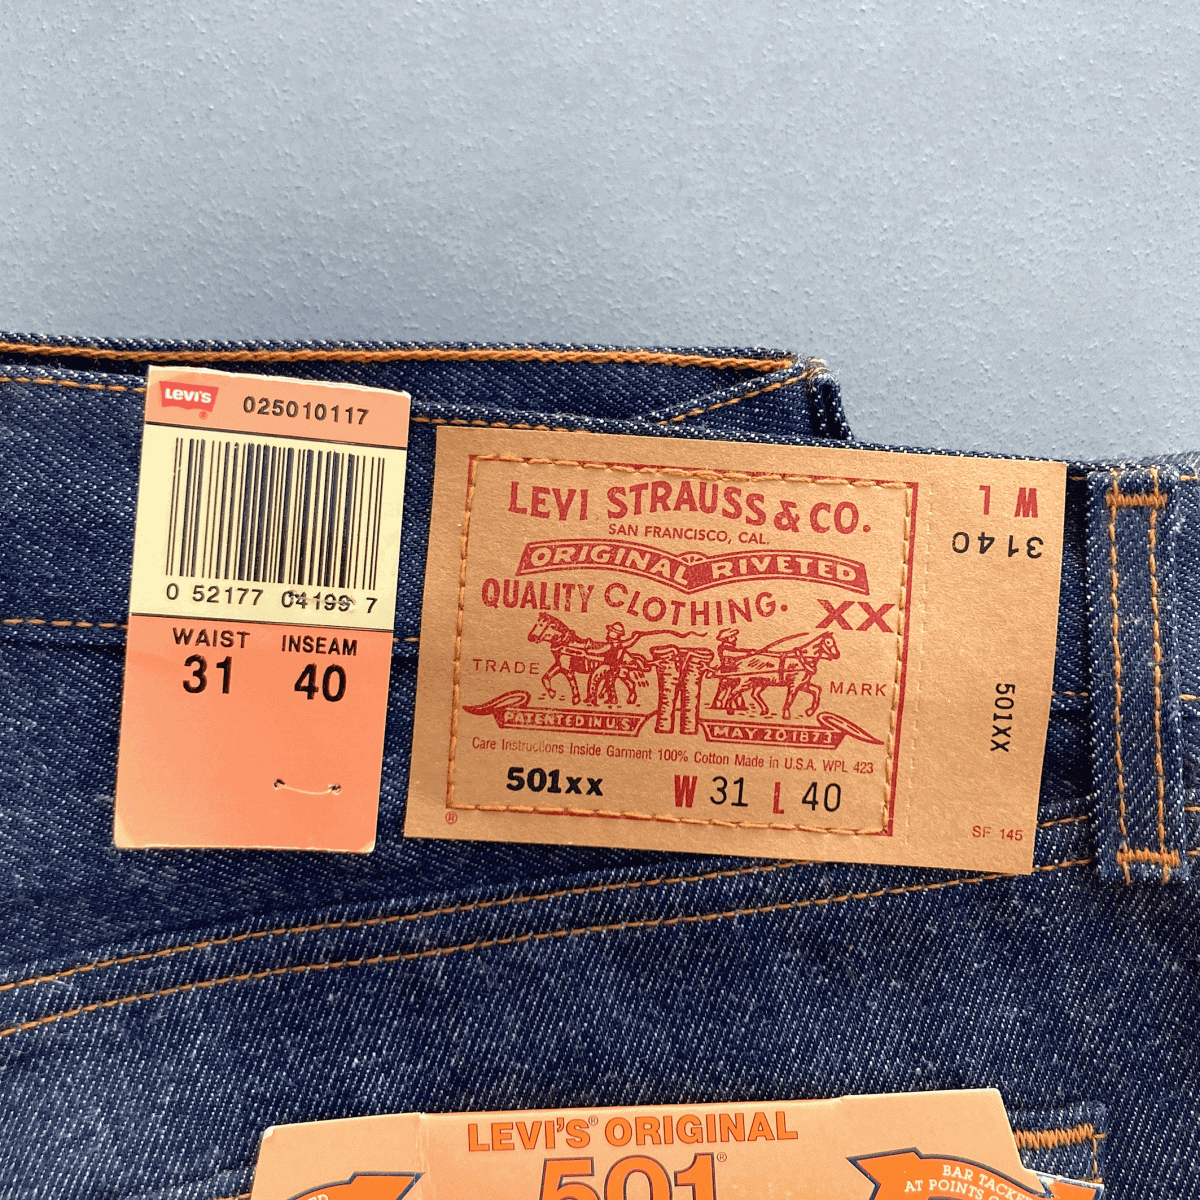 LEVI'S
®
025010117
0 52177 04199 7
WAIST INSEAM
31 40
LEVI STRAUSS & CO.
SAN FRANCISCO, CAL.
ORIGINAL RIVETED
QUALITY CLOTHING.
XX
TRADE MARK
PATENTED IN U.S.
MAY 20 1873
Care Instructions Inside Garment 100% Cotton Made in U.S.A. WPL 423
501xx W 31 L 40
®
W L
31 40
501XX
SF 145
LEVI'S® ORIGINAL
501®
BAR TACKED
AT POINTS